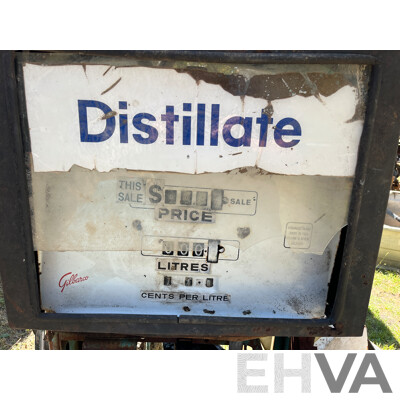 Distillate
THIS
SALE $
SALE
PRICE
LITRES
Gilbarco
CENTS PER LITRE
EHVA